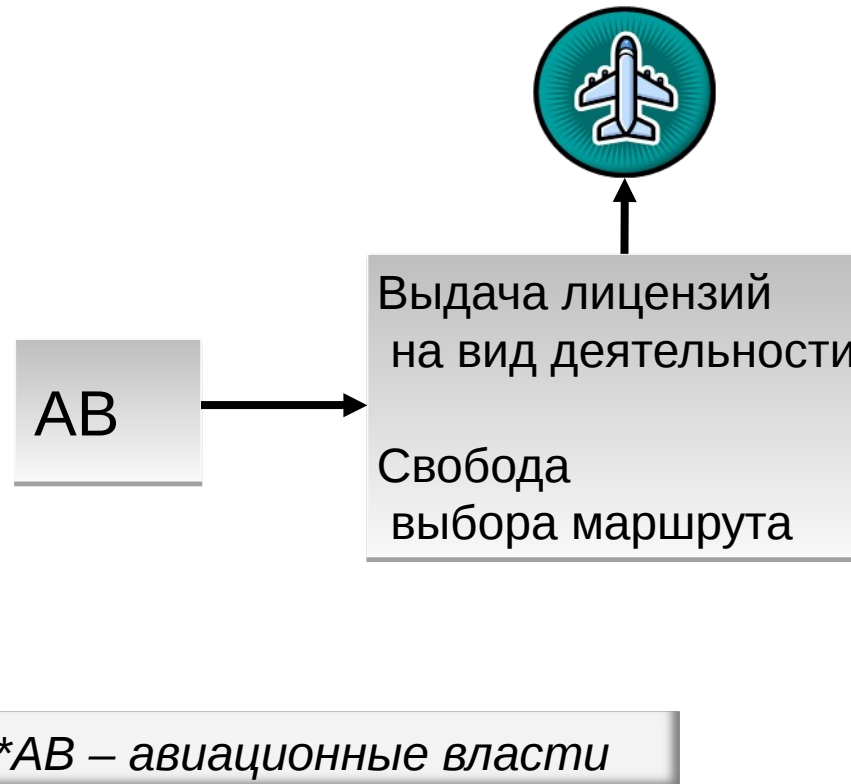 Выдача лицензий
на вид деятельности
АВ
Свобода
выбора маршрута
*АВ – авиационные власти